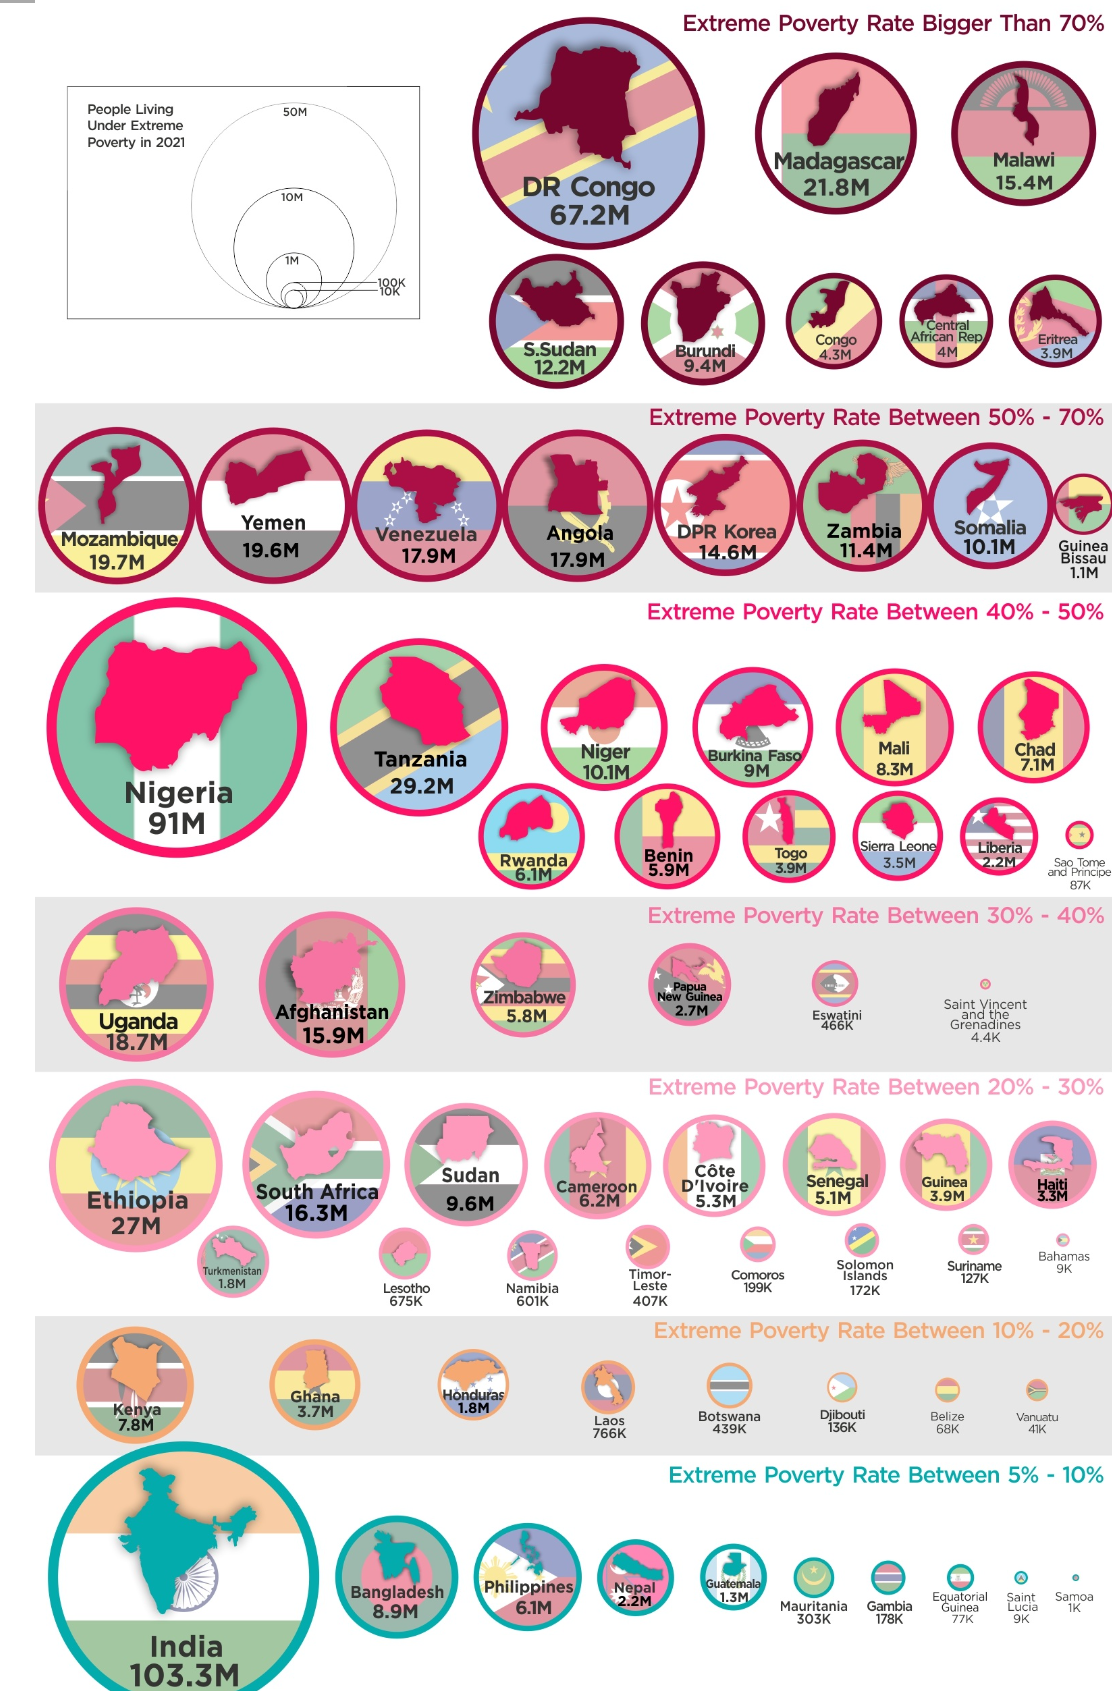 Extreme Poverty Rate Bigger Than 70%
People Living
Under Extreme
Poverty in 2021
50M
10M
1M
100K
10K
DR Congo
67.2M
Madagascar
21.8M
Malawi
15.4M
S.Sudan
12.2M
Burundi
9.4M
Congo
4.3M
Central
African Rep
4M
Eritrea
3.9M
Extreme Poverty Rate Between 50% - 70%
Mozambique
19.7M
Yemen
19.6M
Venezuela
17.9M
Angola
17.9M
DPR Korea
14.6M
Zambia
11.4M
Somalia
10.1M
Guinea
Bissau
1.1M
Extreme Poverty Rate Between 40% - 50%
Nigeria
91M
Tanzania
29.2M
Niger
10.1M
Burkina Faso
9M
Mali
8.3M
Chad
7.1M
Rwanda
6.1M
Benin
5.9M
Togo
3.9M
Sierra Leone
3.5M
Liberia
2.2M
Sao Tome
and Principe
87K
Extreme Poverty Rate Between 30% - 40%
Uganda
18.7M
Afghanistan
15.9M
Zimbabwe
5.8M
Papua
New Guinea
2.7M
Eswatini
466K
Saint Vincent
and the
Grenadines
4.4K
Extreme Poverty Rate Between 20% - 30%
Ethiopia
27M
South Africa
16.3M
Sudan
9.6M
Cameroon
6.2M
Côte
D'Ivoire
5.3M
Senegal
5.1M
Guinea
3.9M
Haiti
3.3M
Turkmenistan
1.8M
Lesotho
675K
Namibia
601K
Timor-
Leste
407K
Comoros
199K
Solomon
Islands
172K
Suriname
127K
Bahamas
9K
Extreme Poverty Rate Between 10% - 20%
Kenya
7.8M
Ghana
3.7M
Honduras
1.8M
Laos
766K
Botswana
439K
Djibouti
136K
Belize
68K
Vanuatu
41K
Extreme Poverty Rate Between 5% - 10%
India
103.3M
Bangladesh
8.9M
Philippines
6.1M
Nepal
2.2M
Guatemala
1.3M
Mauritania
303K
Gambia
178K
Equatorial
Guinea
77K
Saint
Lucia
9K
Samoa
1K